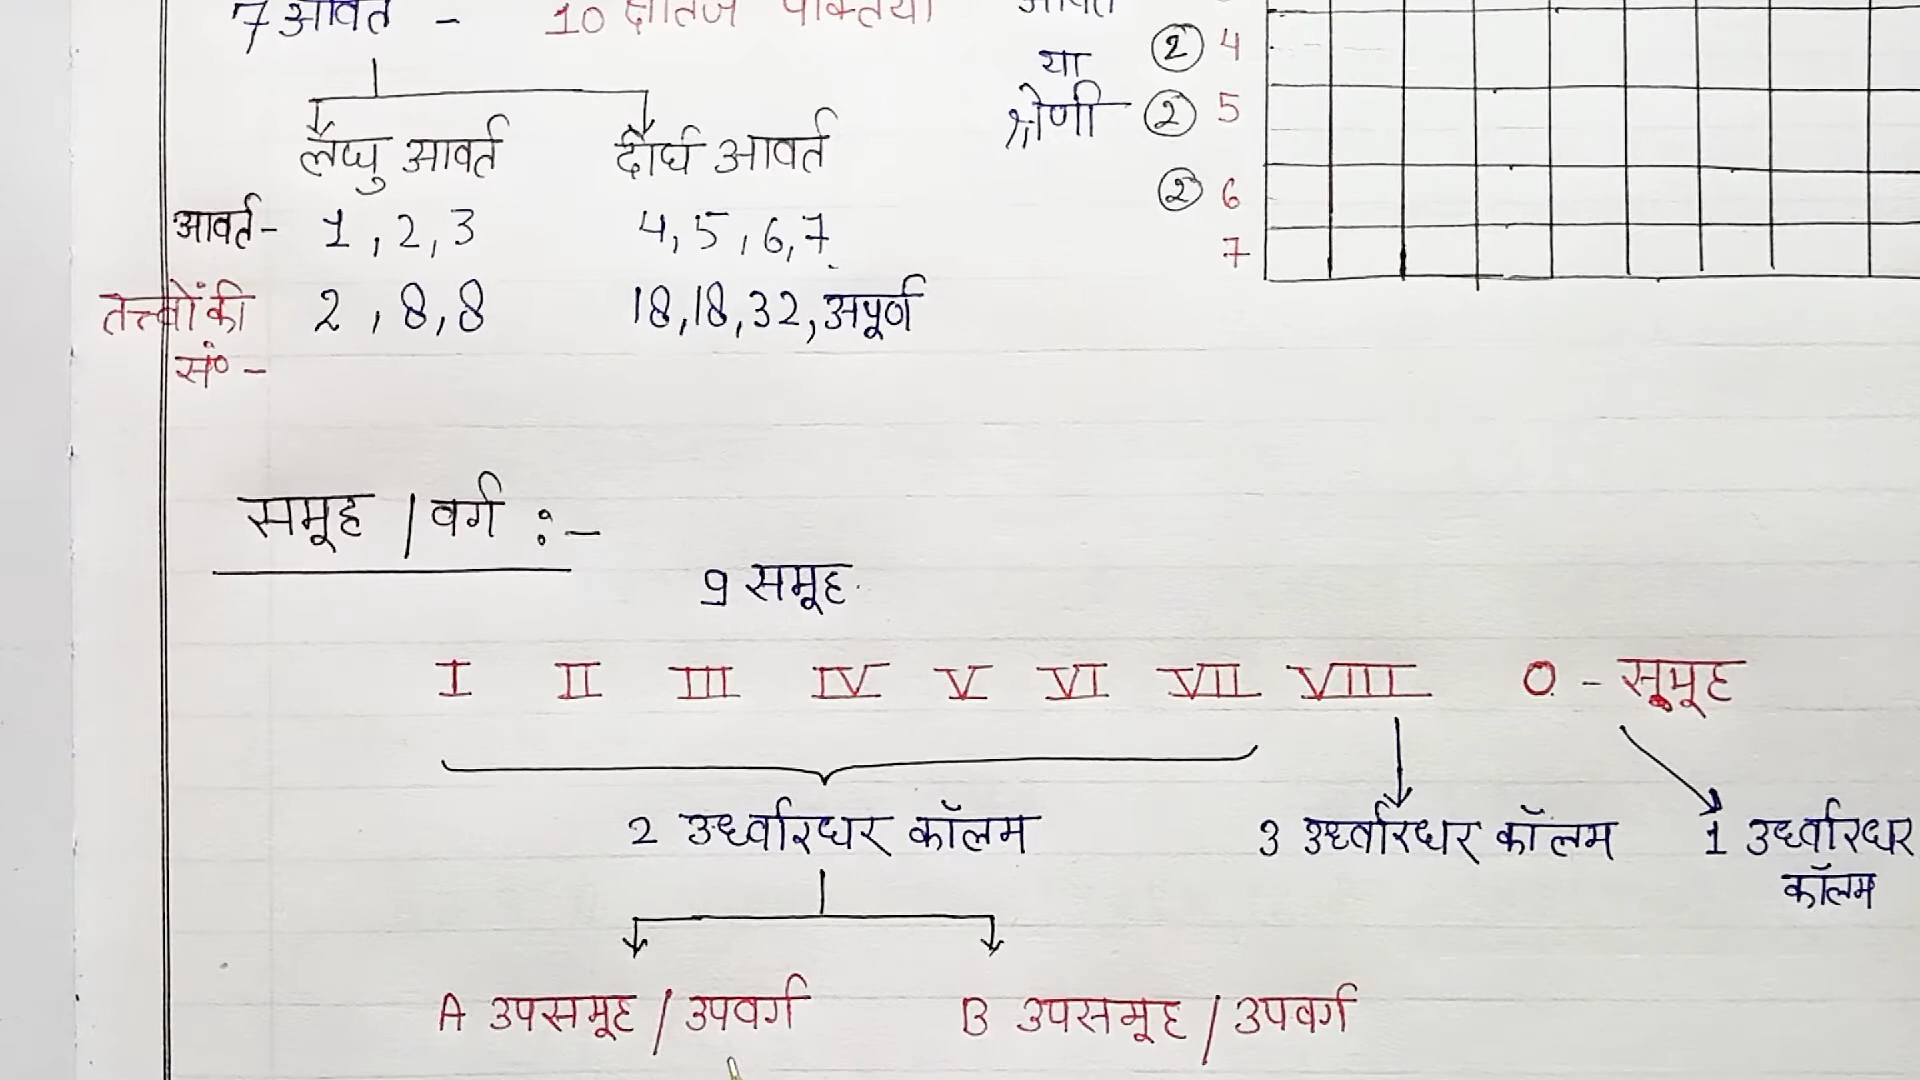 7 आवर्त - 10 क्षैतिज पंक्तियाँ
लघु आवर्त दीर्घ आवर्त
आवर्त- 1, 2, 3 4, 5, 6, 7
तत्त्वों की 2, 8, 8 18, 18, 32, अपूर्ण
सं० -
आवर्त
या
श्रेणी
② 4
② 5
② 6
7
समूह / वर्ग :-
9 समूह
I II III IV V VI VII VIII 0 - समूह
2 उर्ध्वाधर कॉलम 3 उर्ध्वाधर कॉलम 1 उर्ध्वाधर
कॉलम
A उपसमूह / उपवर्ग B उपसमूह / उपवर्ग